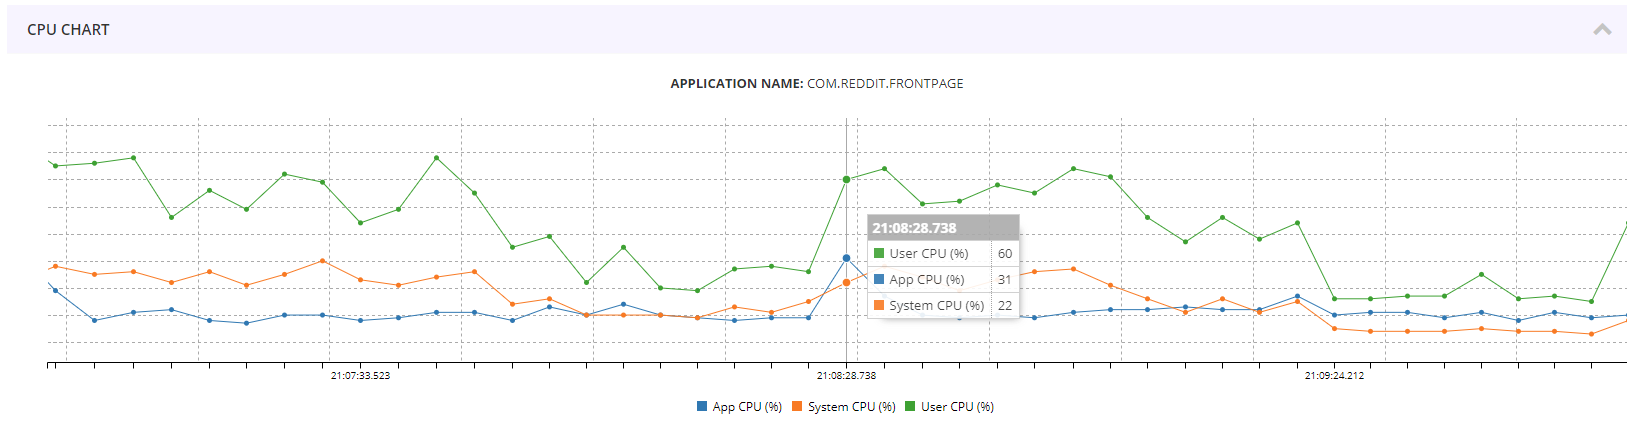 CPU CHART
APPLICATION NAME: COM.REDDIT.FRONTPAGE
21:08:28.738
User CPU (%) 60
App CPU (%) 31
System CPU (%) 22
21:07:33.523 21:08:28.738 21:09:24.212
App CPU (%) System CPU (%) User CPU (%)